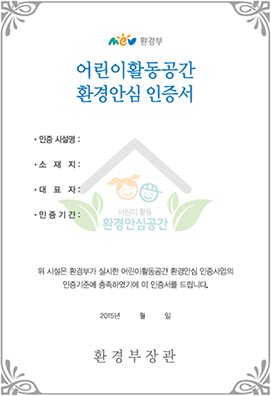 me 환경부
어린이활동공간
환경안심 인증서
• 인증 시설명 :
• 소 재 지 :
• 대 표 자 :
• 인 증 기 간 :
어린이 활동
환경안심공간
위 시설은 환경부가 실시한 어린이활동공간 환경안심 인증사업의
인증기준에 충족하였기에 이 인증서를 드립니다.
2015년 월 일
환경부장관